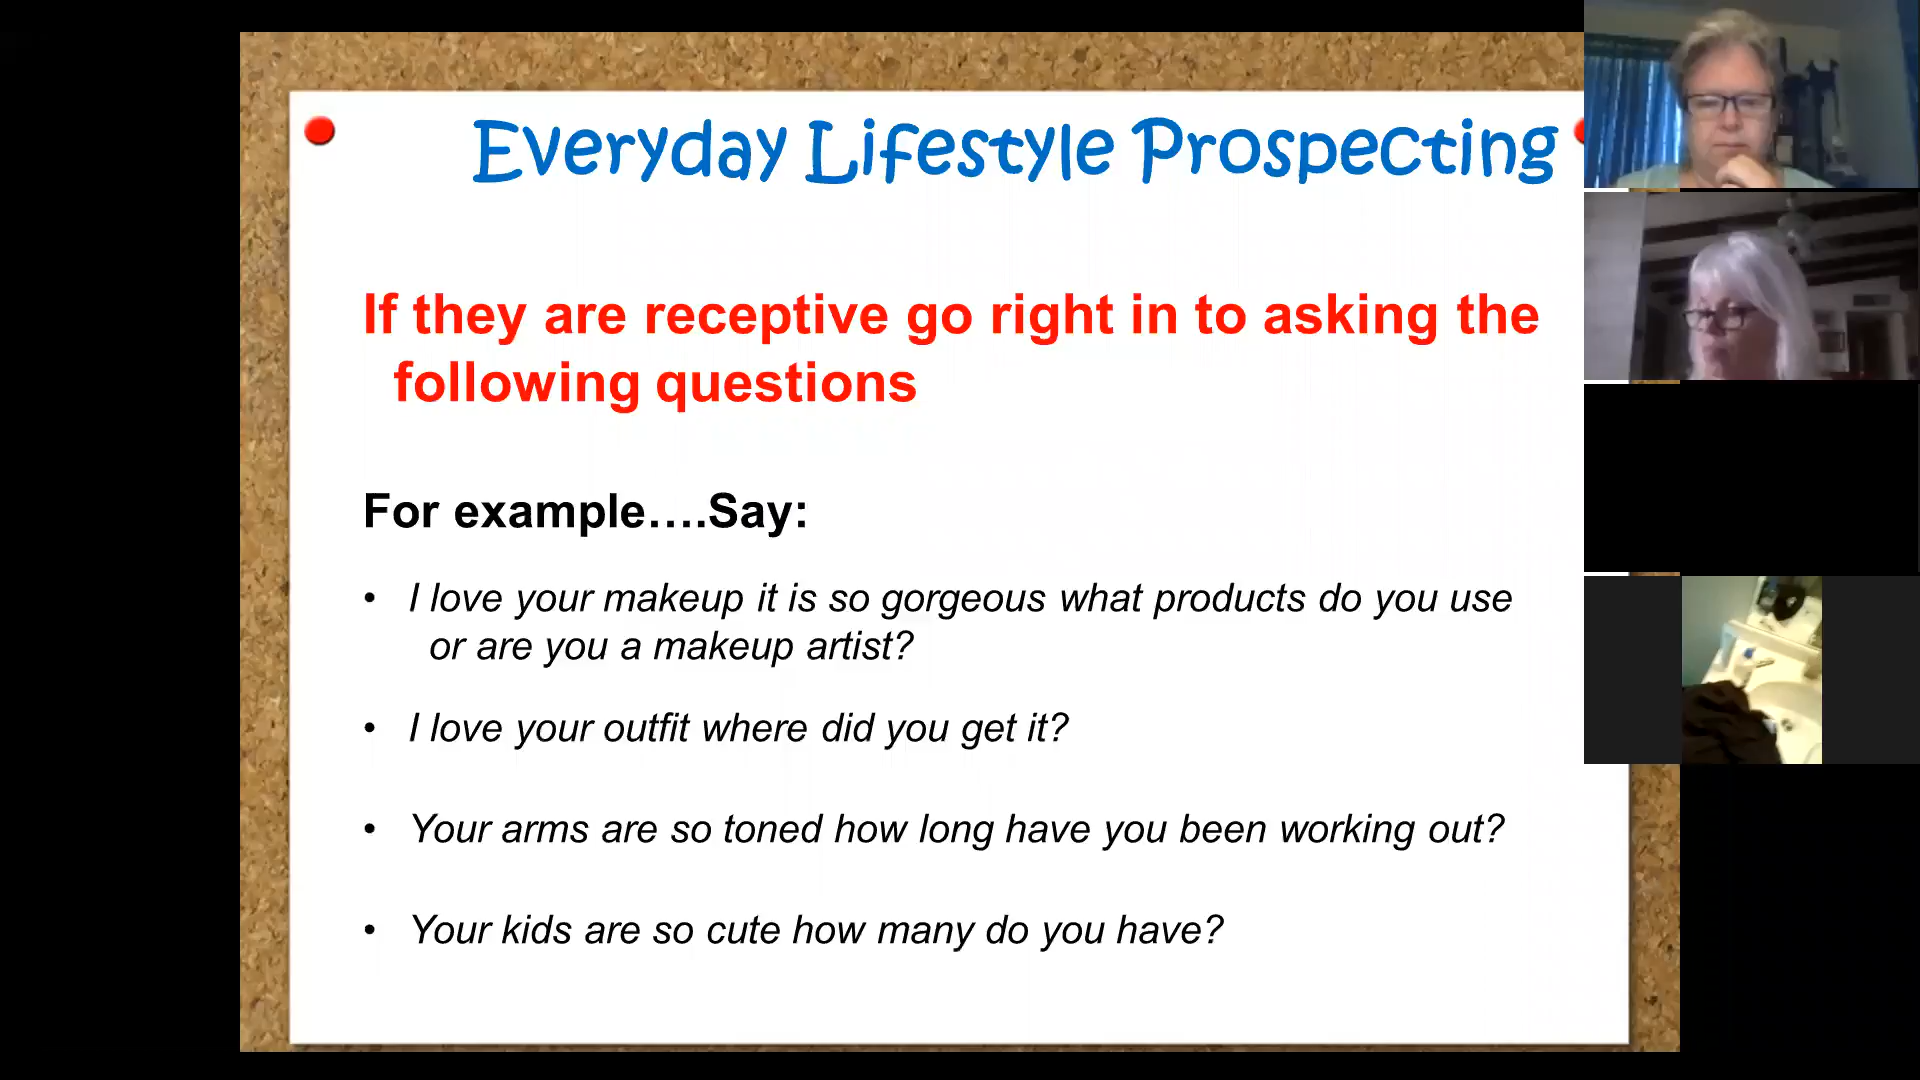 Everyday Lifestyle Prospecting
If they are receptive go right in to asking the
following questions
For example....Say:
• I love your makeup it is so gorgeous what products do you use
or are you a makeup artist?
• I love your outfit where did you get it?
• Your arms are so toned how long have you been working out?
• Your kids are so cute how many do you have?